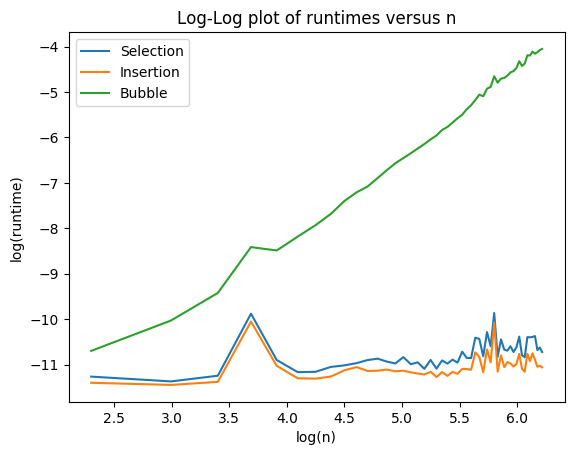 Log-Log plot of runtimes versus n
Selection
Insertion
Bubble
−4
−5
−6
−7
−8
−9
−10
−11
log(runtime)
2.5 3.0 3.5 4.0 4.5 5.0 5.5 6.0
log(n)